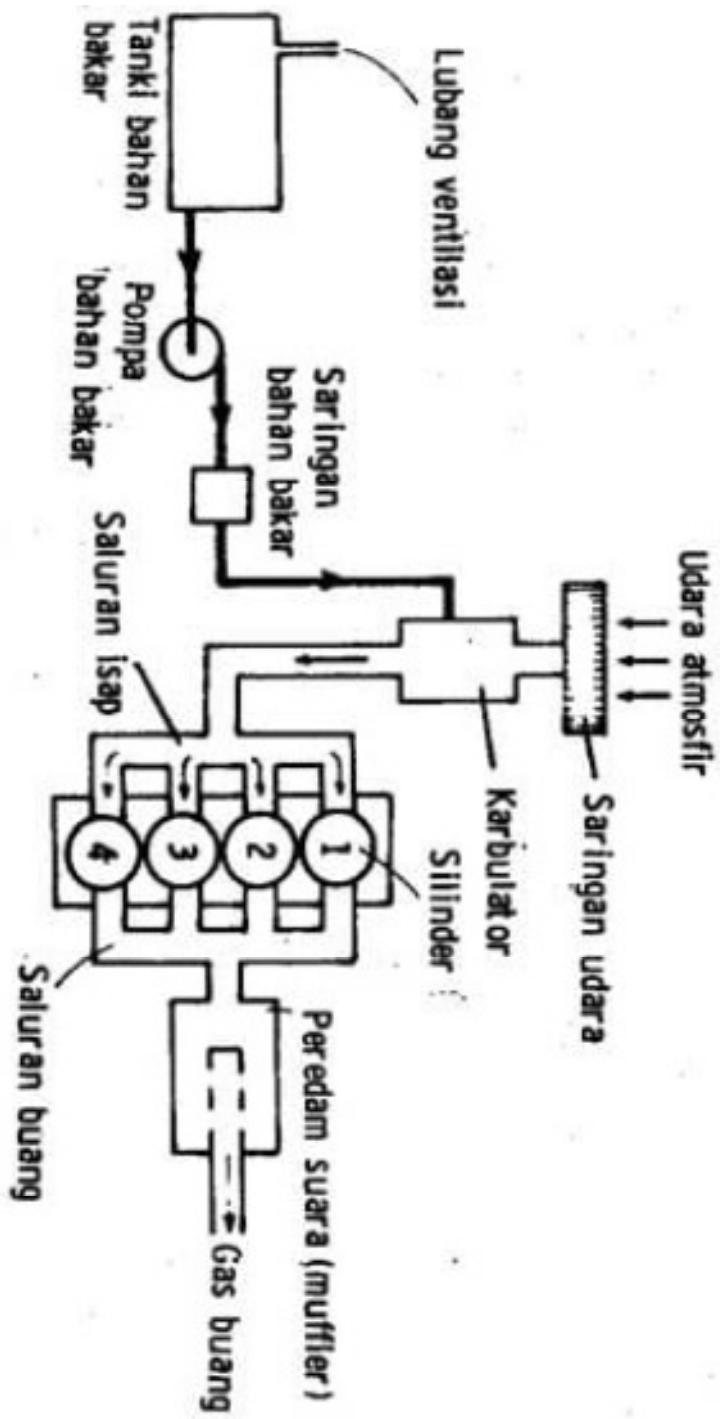 Udara atmosfir
Saringan udara
Lubang ventilasi
Karbulator
Silinder
Peredam suara (muffler)
Saringan
bahan bakar
Tanki bahan
bakar
Pompa
bahan bakar
Gas buang
Saluran isap
Saluran buang
1
2
3
4